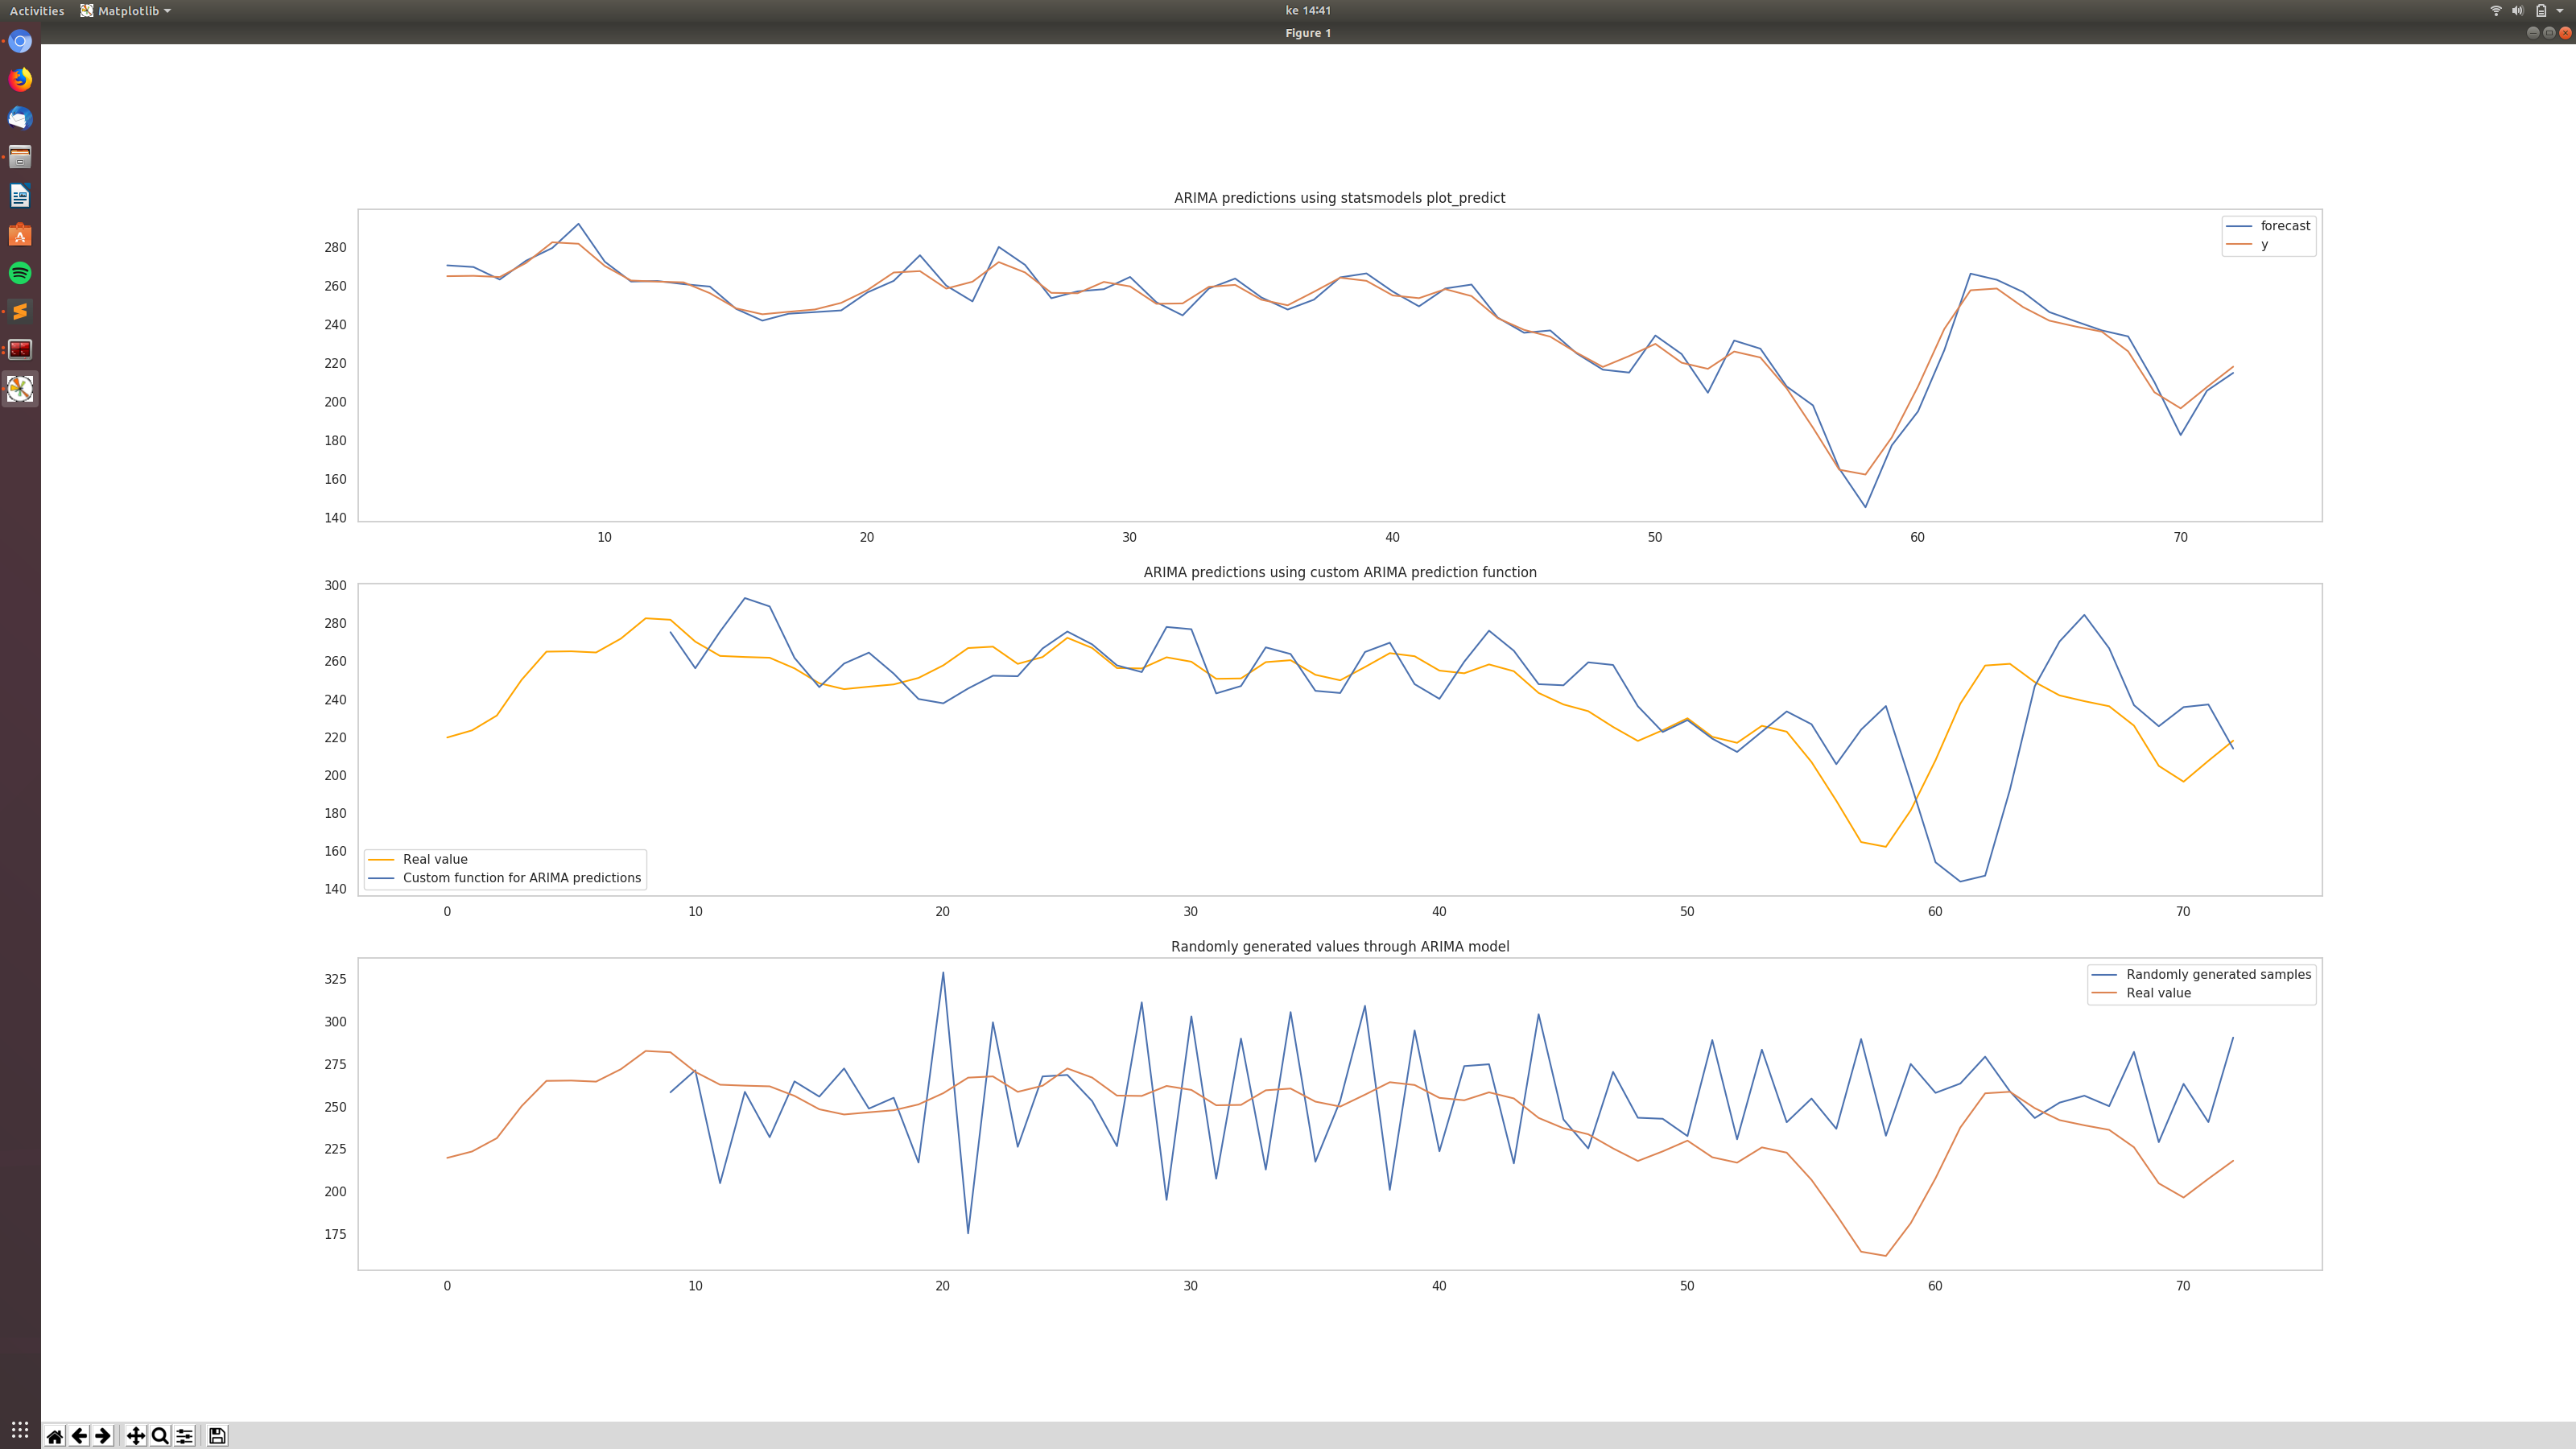 Activities Matplotlib ke 14:41
Figure 1
ARIMA predictions using statsmodels plot_predict
forecast
y
280
260
240
220
200
180
160
140
10 20 30 40 50 60 70
ARIMA predictions using custom ARIMA prediction function
300
280
260
240
220
200
180
160
140
Real value
Custom function for ARIMA predictions
0 10 20 30 40 50 60 70
Randomly generated values through ARIMA model
Randomly generated samples
Real value
325
300
275
250
225
200
175
0 10 20 30 40 50 60 70